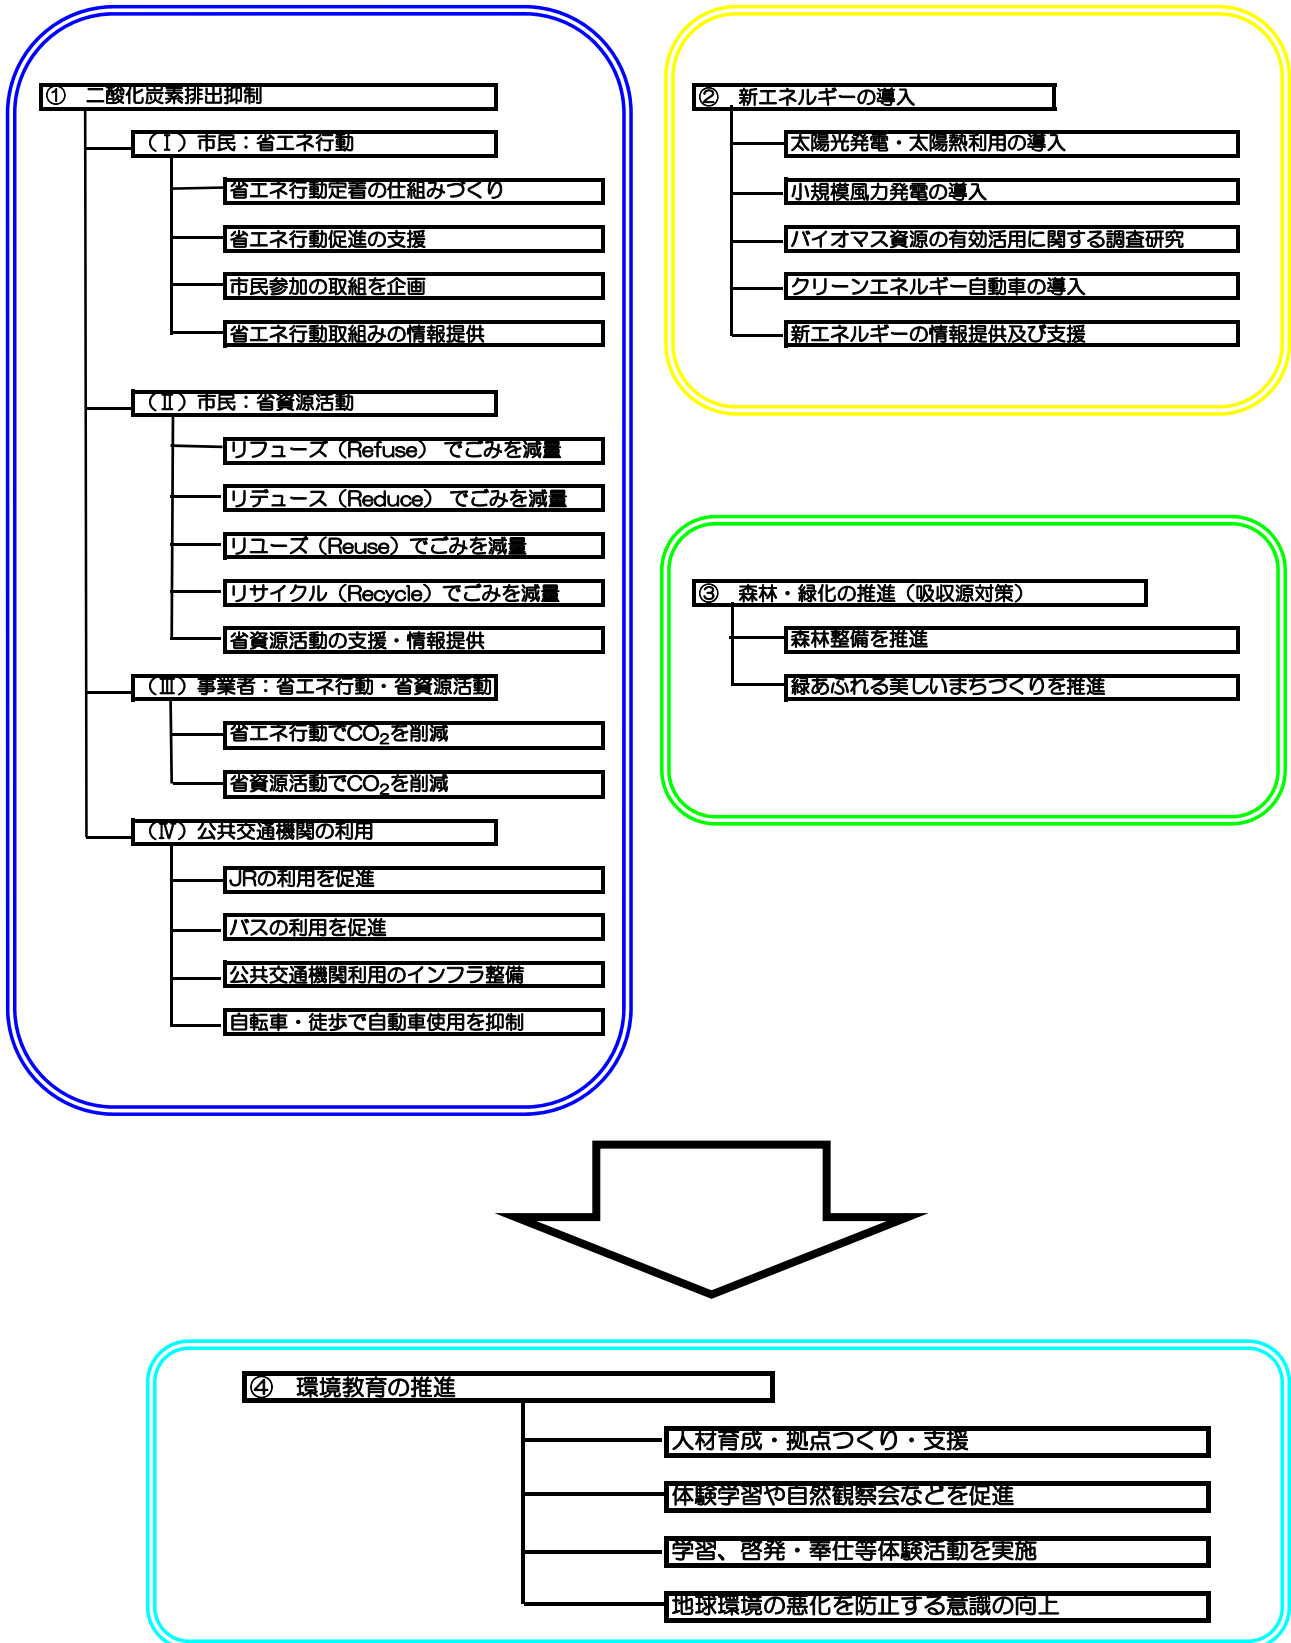 ① 二酸化炭素排出抑制
（Ⅰ）市民：省エネ行動
省エネ行動定着の仕組みづくり
省エネ行動促進の支援
市民参加の取組を企画
省エネ行動取組みの情報提供
（Ⅱ）市民：省資源活動
リフューズ（Refuse） でごみを減量
リデュース（Reduce） でごみを減量
リユーズ（Reuse）でごみを減量
リサイクル（Recycle）でごみを減量
省資源活動の支援・情報提供
（Ⅲ）事業者：省エネ行動・省資源活動
省エネ行動でCO₂を削減
省資源活動でCO₂を削減
（Ⅳ）公共交通機関の利用
JRの利用を促進
バスの利用を促進
公共交通機関利用のインフラ整備
自転車・徒歩で自動車使用を抑制
② 新エネルギーの導入
太陽光発電・太陽熱利用の導入
小規模風力発電の導入
バイオマス資源の有効活用に関する調査研究
クリーンエネルギー自動車の導入
新エネルギーの情報提供及び支援
③ 森林・緑化の推進（吸収源対策）
森林整備を推進
緑あふれる美しいまちづくりを推進
④ 環境教育の推進
人材育成・拠点つくり・支援
体験学習や自然観察会などを促進
学習、啓発・奉仕等体験活動を実施
地球環境の悪化を防止する意識の向上